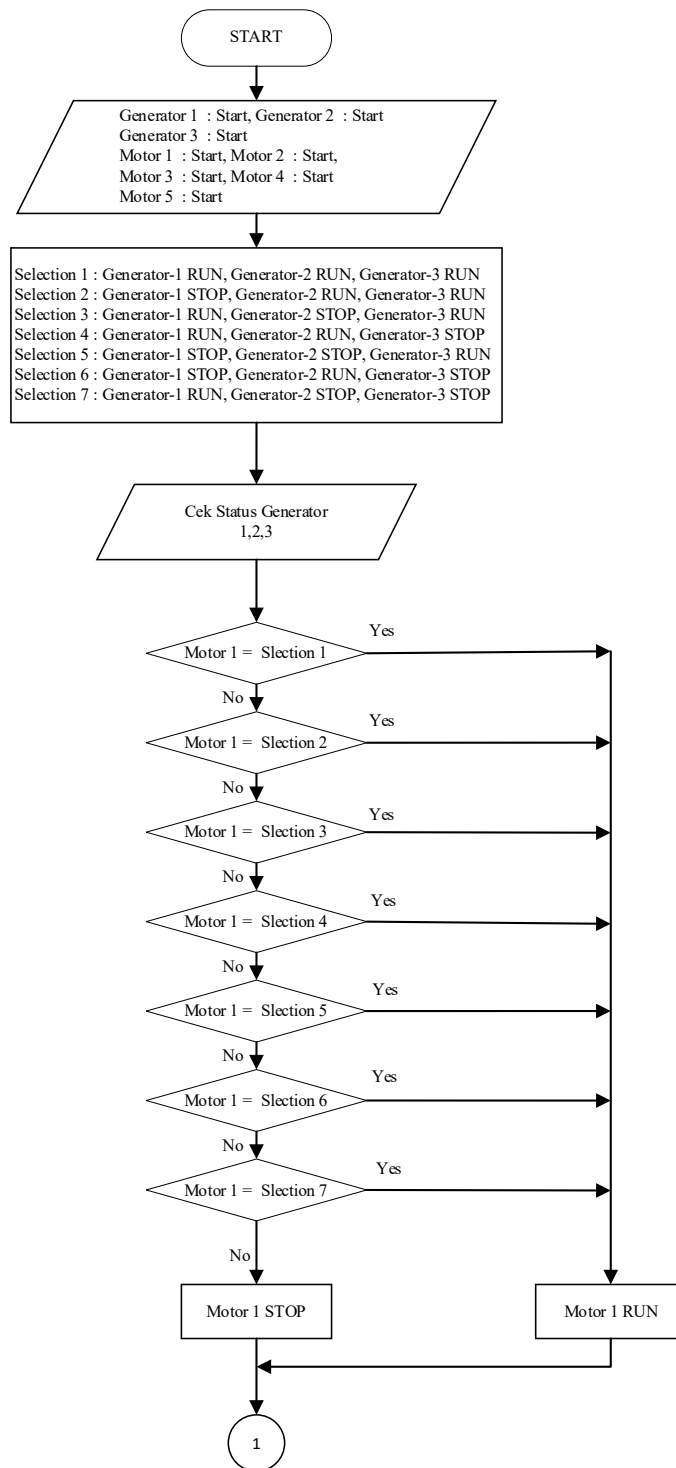 START
Generator 1 : Start, Generator 2 : Start
Generator 3 : Start
Motor 1 : Start, Motor 2 : Start,
Motor 3 : Start, Motor 4 : Start
Motor 5 : Start
Selection 1 : Generator-1 RUN, Generator-2 RUN, Generator-3 RUN
Selection 2 : Generator-1 STOP, Generator-2 RUN, Generator-3 RUN
Selection 3 : Generator-1 RUN, Generator-2 STOP, Generator-3 RUN
Selection 4 : Generator-1 RUN, Generator-2 RUN, Generator-3 STOP
Selection 5 : Generator-1 STOP, Generator-2 STOP, Generator-3 RUN
Selection 6 : Generator-1 STOP, Generator-2 RUN, Generator-3 STOP
Selection 7 : Generator-1 RUN, Generator-2 STOP, Generator-3 STOP
Cek Status Generator
1,2,3
Yes
Motor 1 = Slection 1
No
Yes
Motor 1 = Slection 2
No
Yes
Motor 1 = Slection 3
No
Yes
Motor 1 = Slection 4
No
Yes
Motor 1 = Slection 5
No
Yes
Motor 1 = Slection 6
No
Yes
Motor 1 = Slection 7
No
Motor 1 STOP
Motor 1 RUN
1